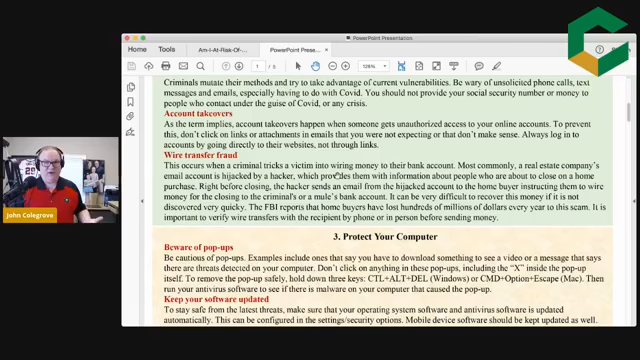 PowerPoint Presentation
Home
Tools
Am-I-At-Risk-Of-...
PowerPoint Prese...
1 / 5
128%
Criminals mutate their methods and try to take advantage of current vulnerabilities. Be wary of unsolicited phone calls, text
messages and emails, especially having to do with Covid. You should not provide your social security number or money to
people who contact under the guise of Covid, or any crisis.
Account takeovers
As the term implies, account takeovers happen when someone gets unauthorized access to your online accounts. To prevent
this, don't click on links or attachments in emails that you were not expecting or that don't make sense. Always log in to
accounts by going directly to their websites, not through links.
Wire transfer fraud
This occurs when a criminal tricks a victim into wiring money to their bank account. Most commonly, a real estate company's
email account is hijacked by a hacker, which provides them with information about people who are about to close on a home
purchase. Right before closing, the hacker sends an email from the hijacked account to the home buyer instructing them to wire
money for the closing to the criminal's or a mule's bank account. It can be very difficult to recover this money if it is not
discovered very quickly. The FBI reports that home buyers have lost hundreds of millions of dollars every year to this scam. It is
important to verify wire transfers with the recipient by phone or in person before sending money.
3. Protect Your Computer
Beware of pop-ups
Be cautious of pop-ups. Examples include ones that say you have to download something to see a video or a message that says
there are threats detected on your computer. Don't click on anything in these pop-ups, including the "X" inside the pop-up
itself. To remove the pop-up safely, hold down three keys: CTL+ALT+DEL (Windows) or CMD+Option+Escape (Mac). Then
run your antivirus software to see if there is malware on your computer that caused the pop-up.
Keep your software updated
To stay safe from the latest threats, make sure that your operating system software and antivirus software is updated
automatically. This can be configured in the settings/security options. Mobile device software should be kept updated as well.
John Colegrove